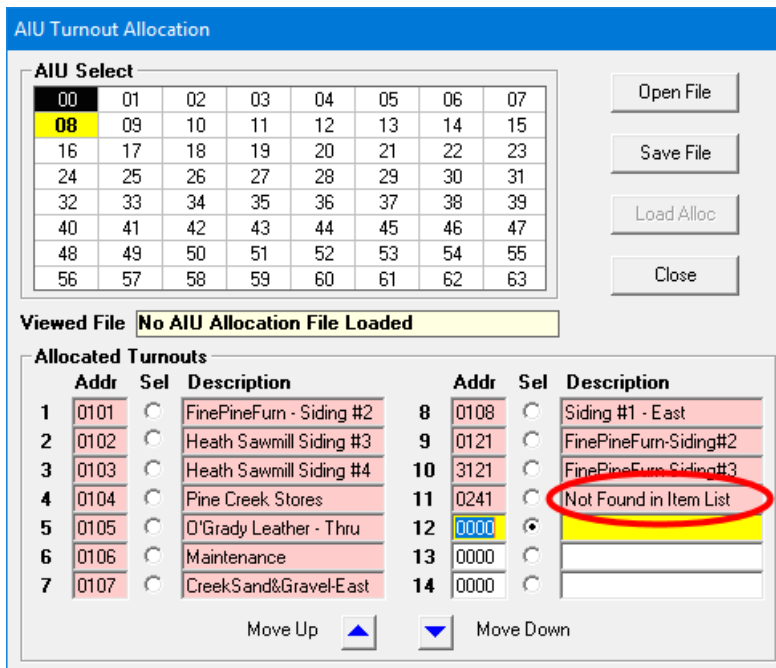 AIU Turnout Allocation
AIU Select
00 01 02 03 04 05 06 07
08 09 10 11 12 13 14 15
16 17 18 19 20 21 22 23
24 25 26 27 28 29 30 31
32 33 34 35 36 37 38 39
40 41 42 43 44 45 46 47
48 49 50 51 52 53 54 55
56 57 58 59 60 61 62 63
Open File
Save File
Load Alloc
Close
Viewed File No AIU Allocation File Loaded
Allocated Turnouts
Addr Sel Description Addr Sel Description
1 0101 FinePineFurn - Siding #2 8 0108 Siding #1 - East
2 0102 Heath Sawmill Siding #3 9 0121 FinePineFurn-Siding#2
3 0103 Heath Sawmill Siding #4 10 3121 FinePineFurn-Siding#3
4 0104 Pine Creek Stores 11 0241 Not Found in Item List
5 0105 O'Grady Leather - Thru 12 0000
6 0106 Maintenance 13 0000
7 0107 CreekSand&Gravel-East 14 0000
Move Up Move Down